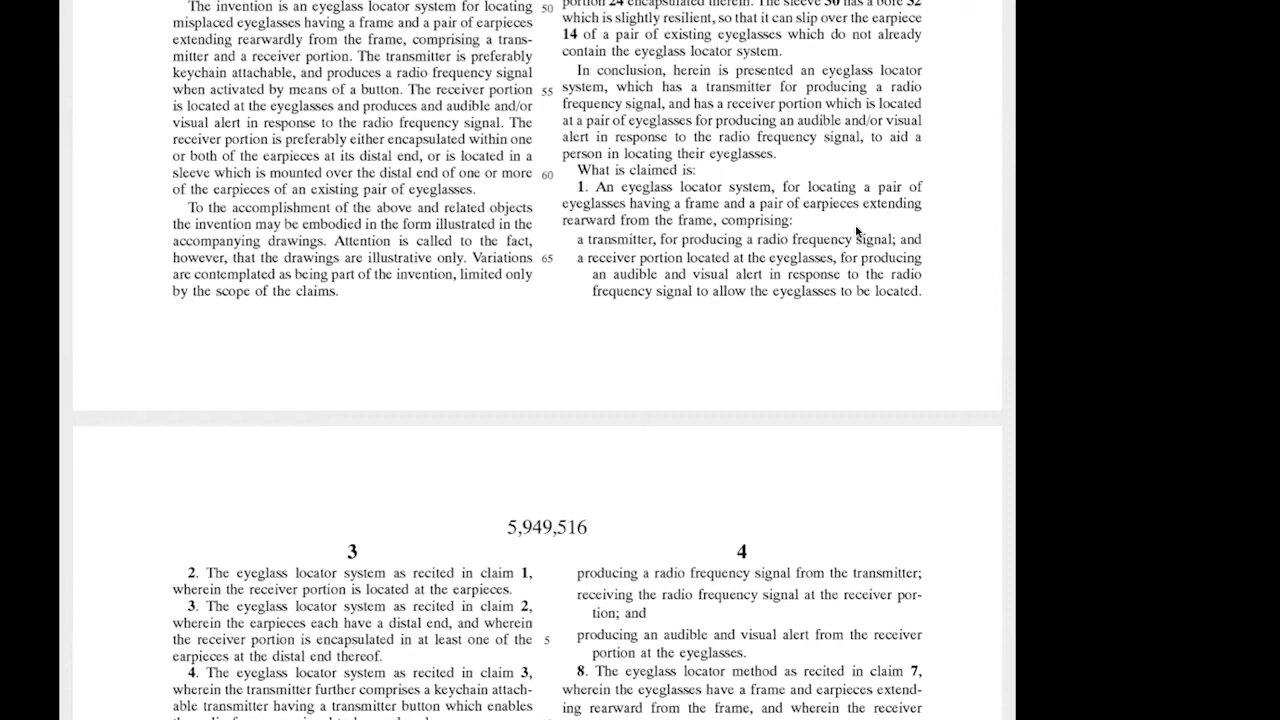 The invention is an eyeglass locator system for locating
misplaced eyeglasses having a frame and a pair of earpieces
extending rearwardly from the frame, comprising a trans-
mitter and a receiver portion. The transmitter is preferably
keychain attachable, and produces a radio frequency signal
when activated by means of a button. The receiver portion
is located at the eyeglasses and produces and audible and/or
visual alert in response to the radio frequency signal. The
receiver portion is preferably either encapsulated within one
or both of the earpieces at its distal end, or is located in a
sleeve which is mounted over the distal end of one or more
of the earpieces of an existing pair of eyeglasses.
To the accomplishment of the above and related objects
the invention may be embodied in the form illustrated in the
accompanying drawings. Attention is called to the fact,
however, that the drawings are illustrative only. Variations
are contemplated as being part of the invention, limited only
by the scope of the claims.
50
55
60
65
portion 24 encapsulated therein. The sleeve 30 has a bore 32
which is slightly resilient, so that it can slip over the earpiece
14 of a pair of existing eyeglasses which do not already
contain the eyeglass locator system.
In conclusion, herein is presented an eyeglass locator
system, which has a transmitter for producing a radio
frequency signal, and has a receiver portion which is located
at a pair of eyeglasses for producing an audible and/or visual
alert in response to the radio frequency signal, to aid a
person in locating their eyeglasses.
What is claimed is:
1. An eyeglass locator system, for locating a pair of
eyeglasses having a frame and a pair of earpieces extending
rearward from the frame, comprising:
a transmitter, for producing a radio frequency signal; and
a receiver portion located at the eyeglasses, for producing
an audible and visual alert in response to the radio
frequency signal to allow the eyeglasses to be located.
5,949,516
3
2. The eyeglass locator system as recited in claim 1,
wherein the receiver portion is located at the earpieces.
3. The eyeglass locator system as recited in claim 2,
wherein the earpieces each have a distal end, and wherein
the receiver portion is encapsulated in at least one of the
earpieces at the distal end thereof.
4. The eyeglass locator system as recited in claim 3,
wherein the transmitter further comprises a keychain attach-
able transmitter having a transmitter button which enables
5
4
producing a radio frequency signal from the transmitter;
receiving the radio frequency signal at the receiver por-
tion; and
producing an audible and visual alert from the receiver
portion at the eyeglasses.
8. The eyeglass locator method as recited in claim 7,
wherein the eyeglasses have a frame and earpieces extend-
ing rearward from the frame, and wherein the receiver